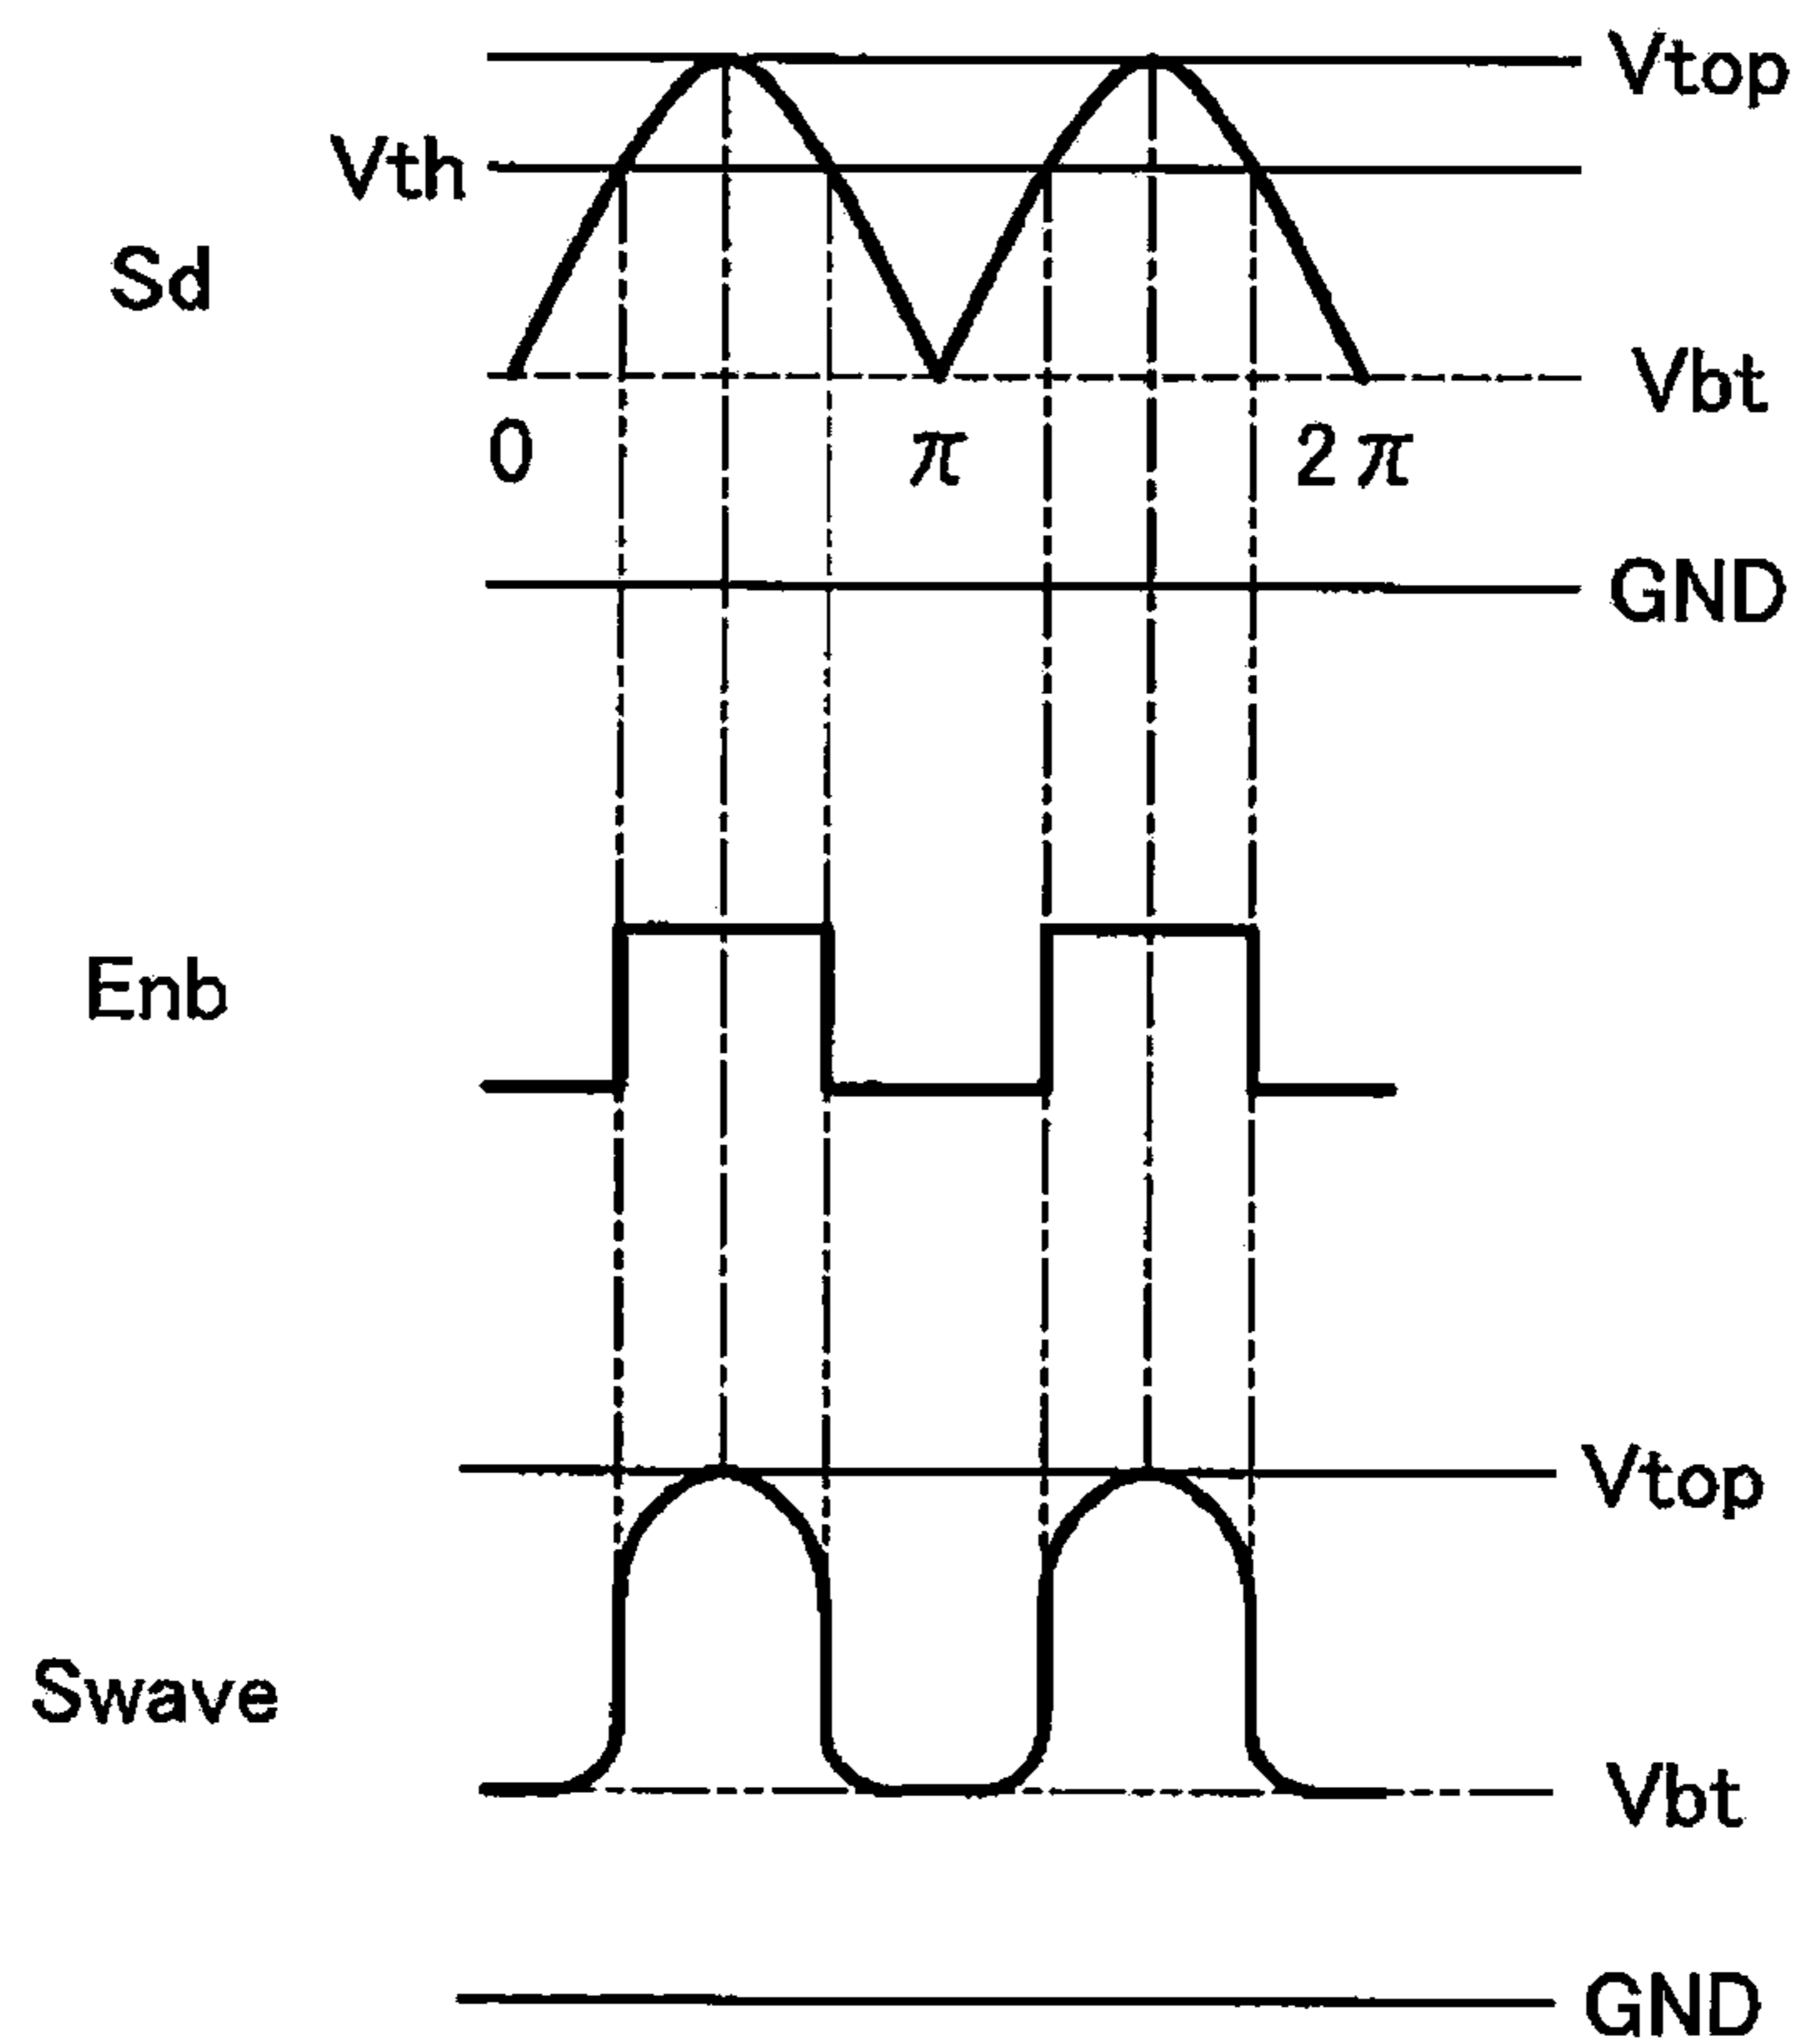 Vtop
Vth
Sd
Vbt
0 π 2π
GND
Enb
Vtop
Swave
Vbt
GND